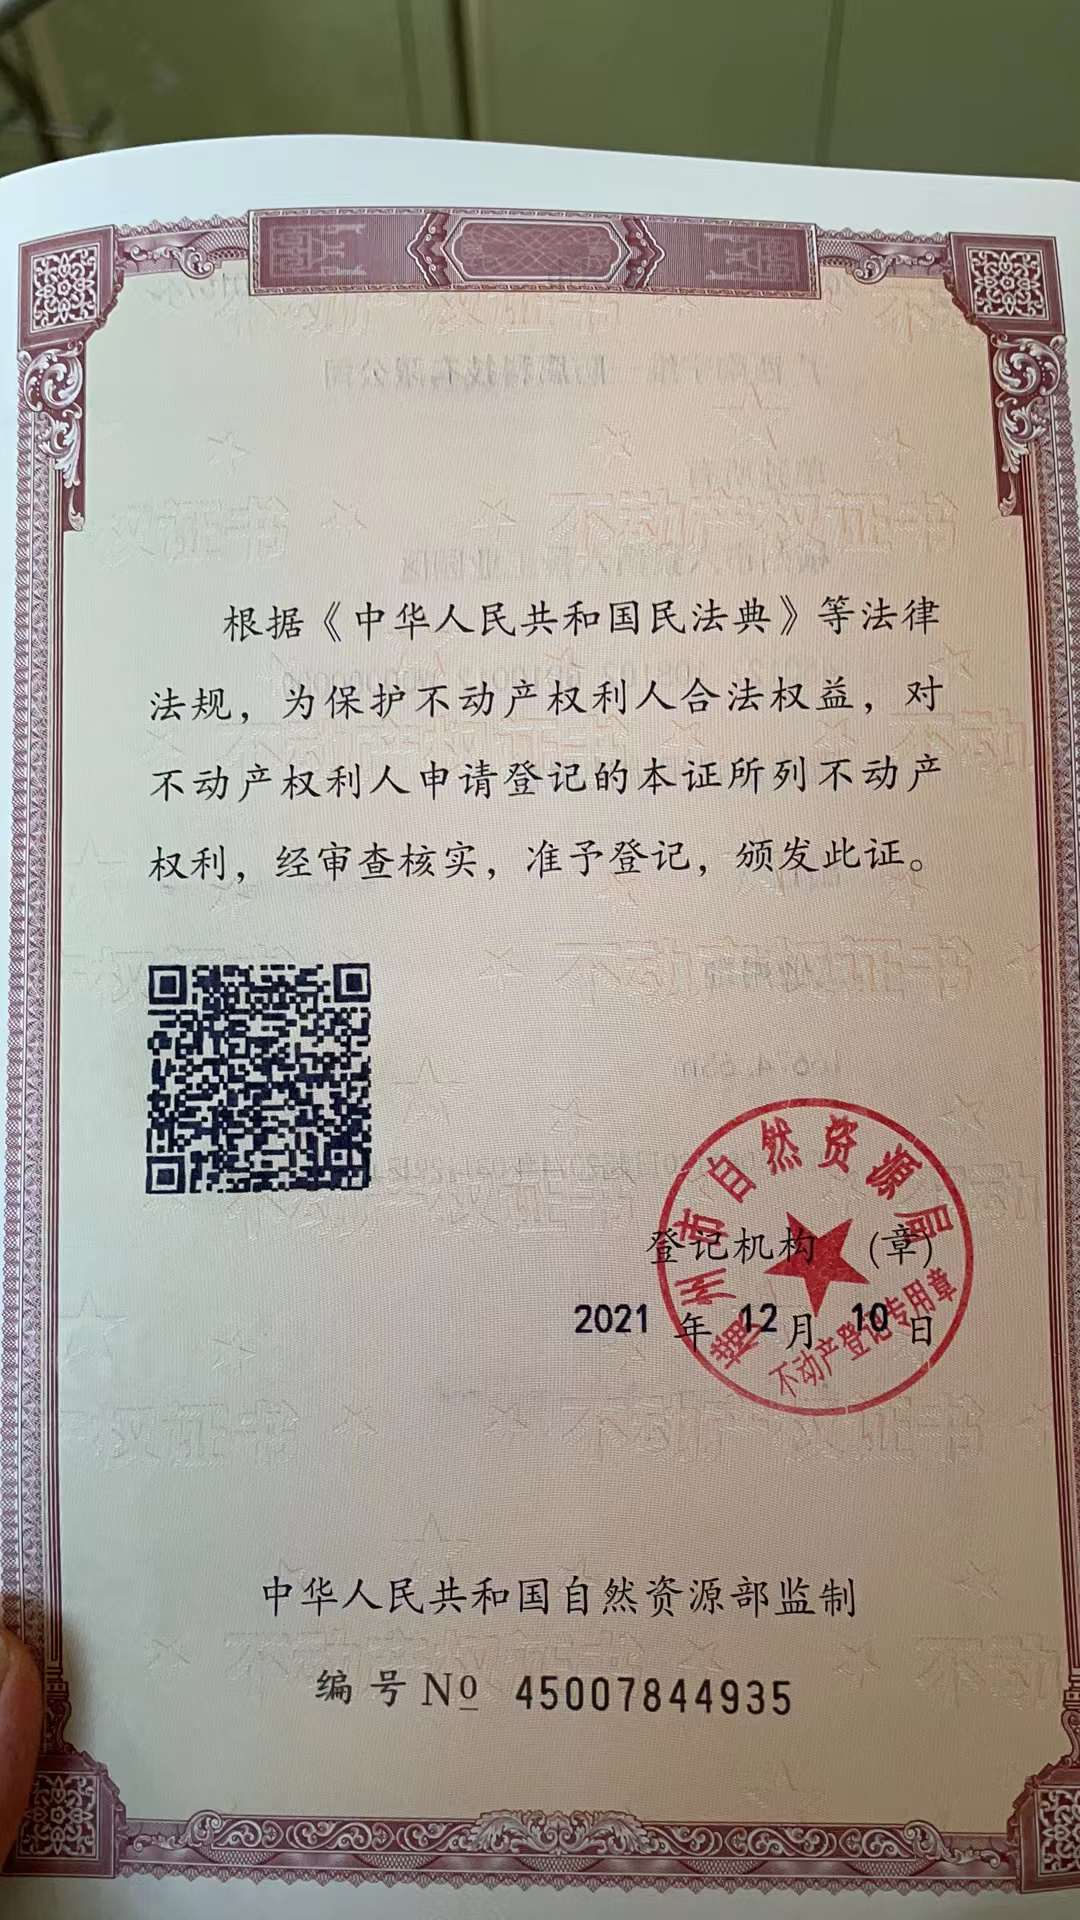 根据《中华人民共和国民法典》等法律
法规，为保护不动产权利人合法权益，对
不动产权利人申请登记的本证所列不动产
权利，经审查核实，准予登记，颁发此证。
市自然资源局
登记机构 (章)
2021 年 12 月 10 日
不动产登记专用章
中华人民共和国自然资源部监制
编号 No 45007844935